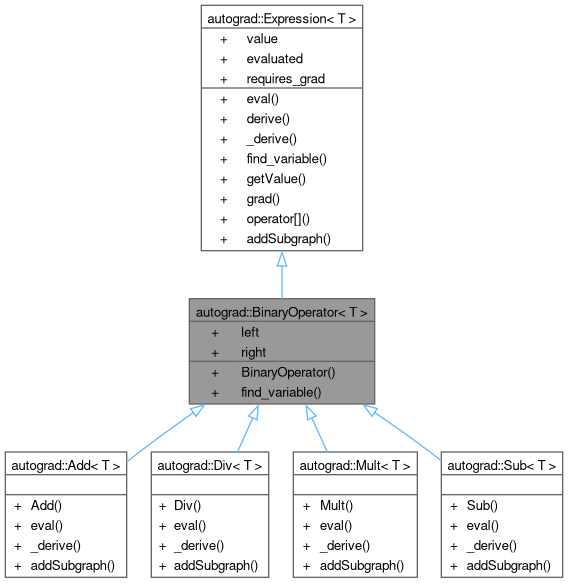 autograd::Expression< T >
+ value
+ evaluated
+ requires_grad
+ eval()
+ derive()
+ _derive()
+ find_variable()
+ getValue()
+ grad()
+ operator[]()
+ addSubgraph()
autograd::BinaryOperator< T >
+ left
+ right
+ BinaryOperator()
+ find_variable()
autograd::Add< T >
+ Add()
+ eval()
+ _derive()
+ addSubgraph()
autograd::Div< T >
+ Div()
+ eval()
+ _derive()
+ addSubgraph()
autograd::Mult< T >
+ Mult()
+ eval()
+ _derive()
+ addSubgraph()
autograd::Sub< T >
+ Sub()
+ eval()
+ _derive()
+ addSubgraph()